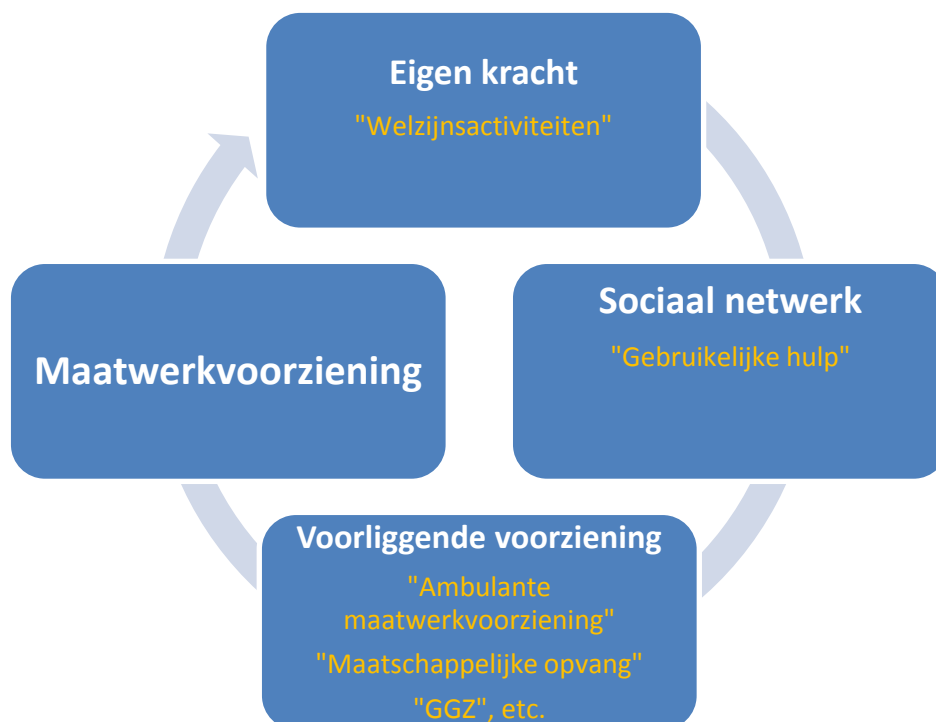 Eigen kracht
"Welzijnsactiviteiten"
Sociaal netwerk
"Gebruikelijke hulp"
Voorliggende voorziening
"Ambulante
maatwerkvoorziening"
"Maatschappelijke opvang"
"GGZ", etc.
Maatwerkvoorziening